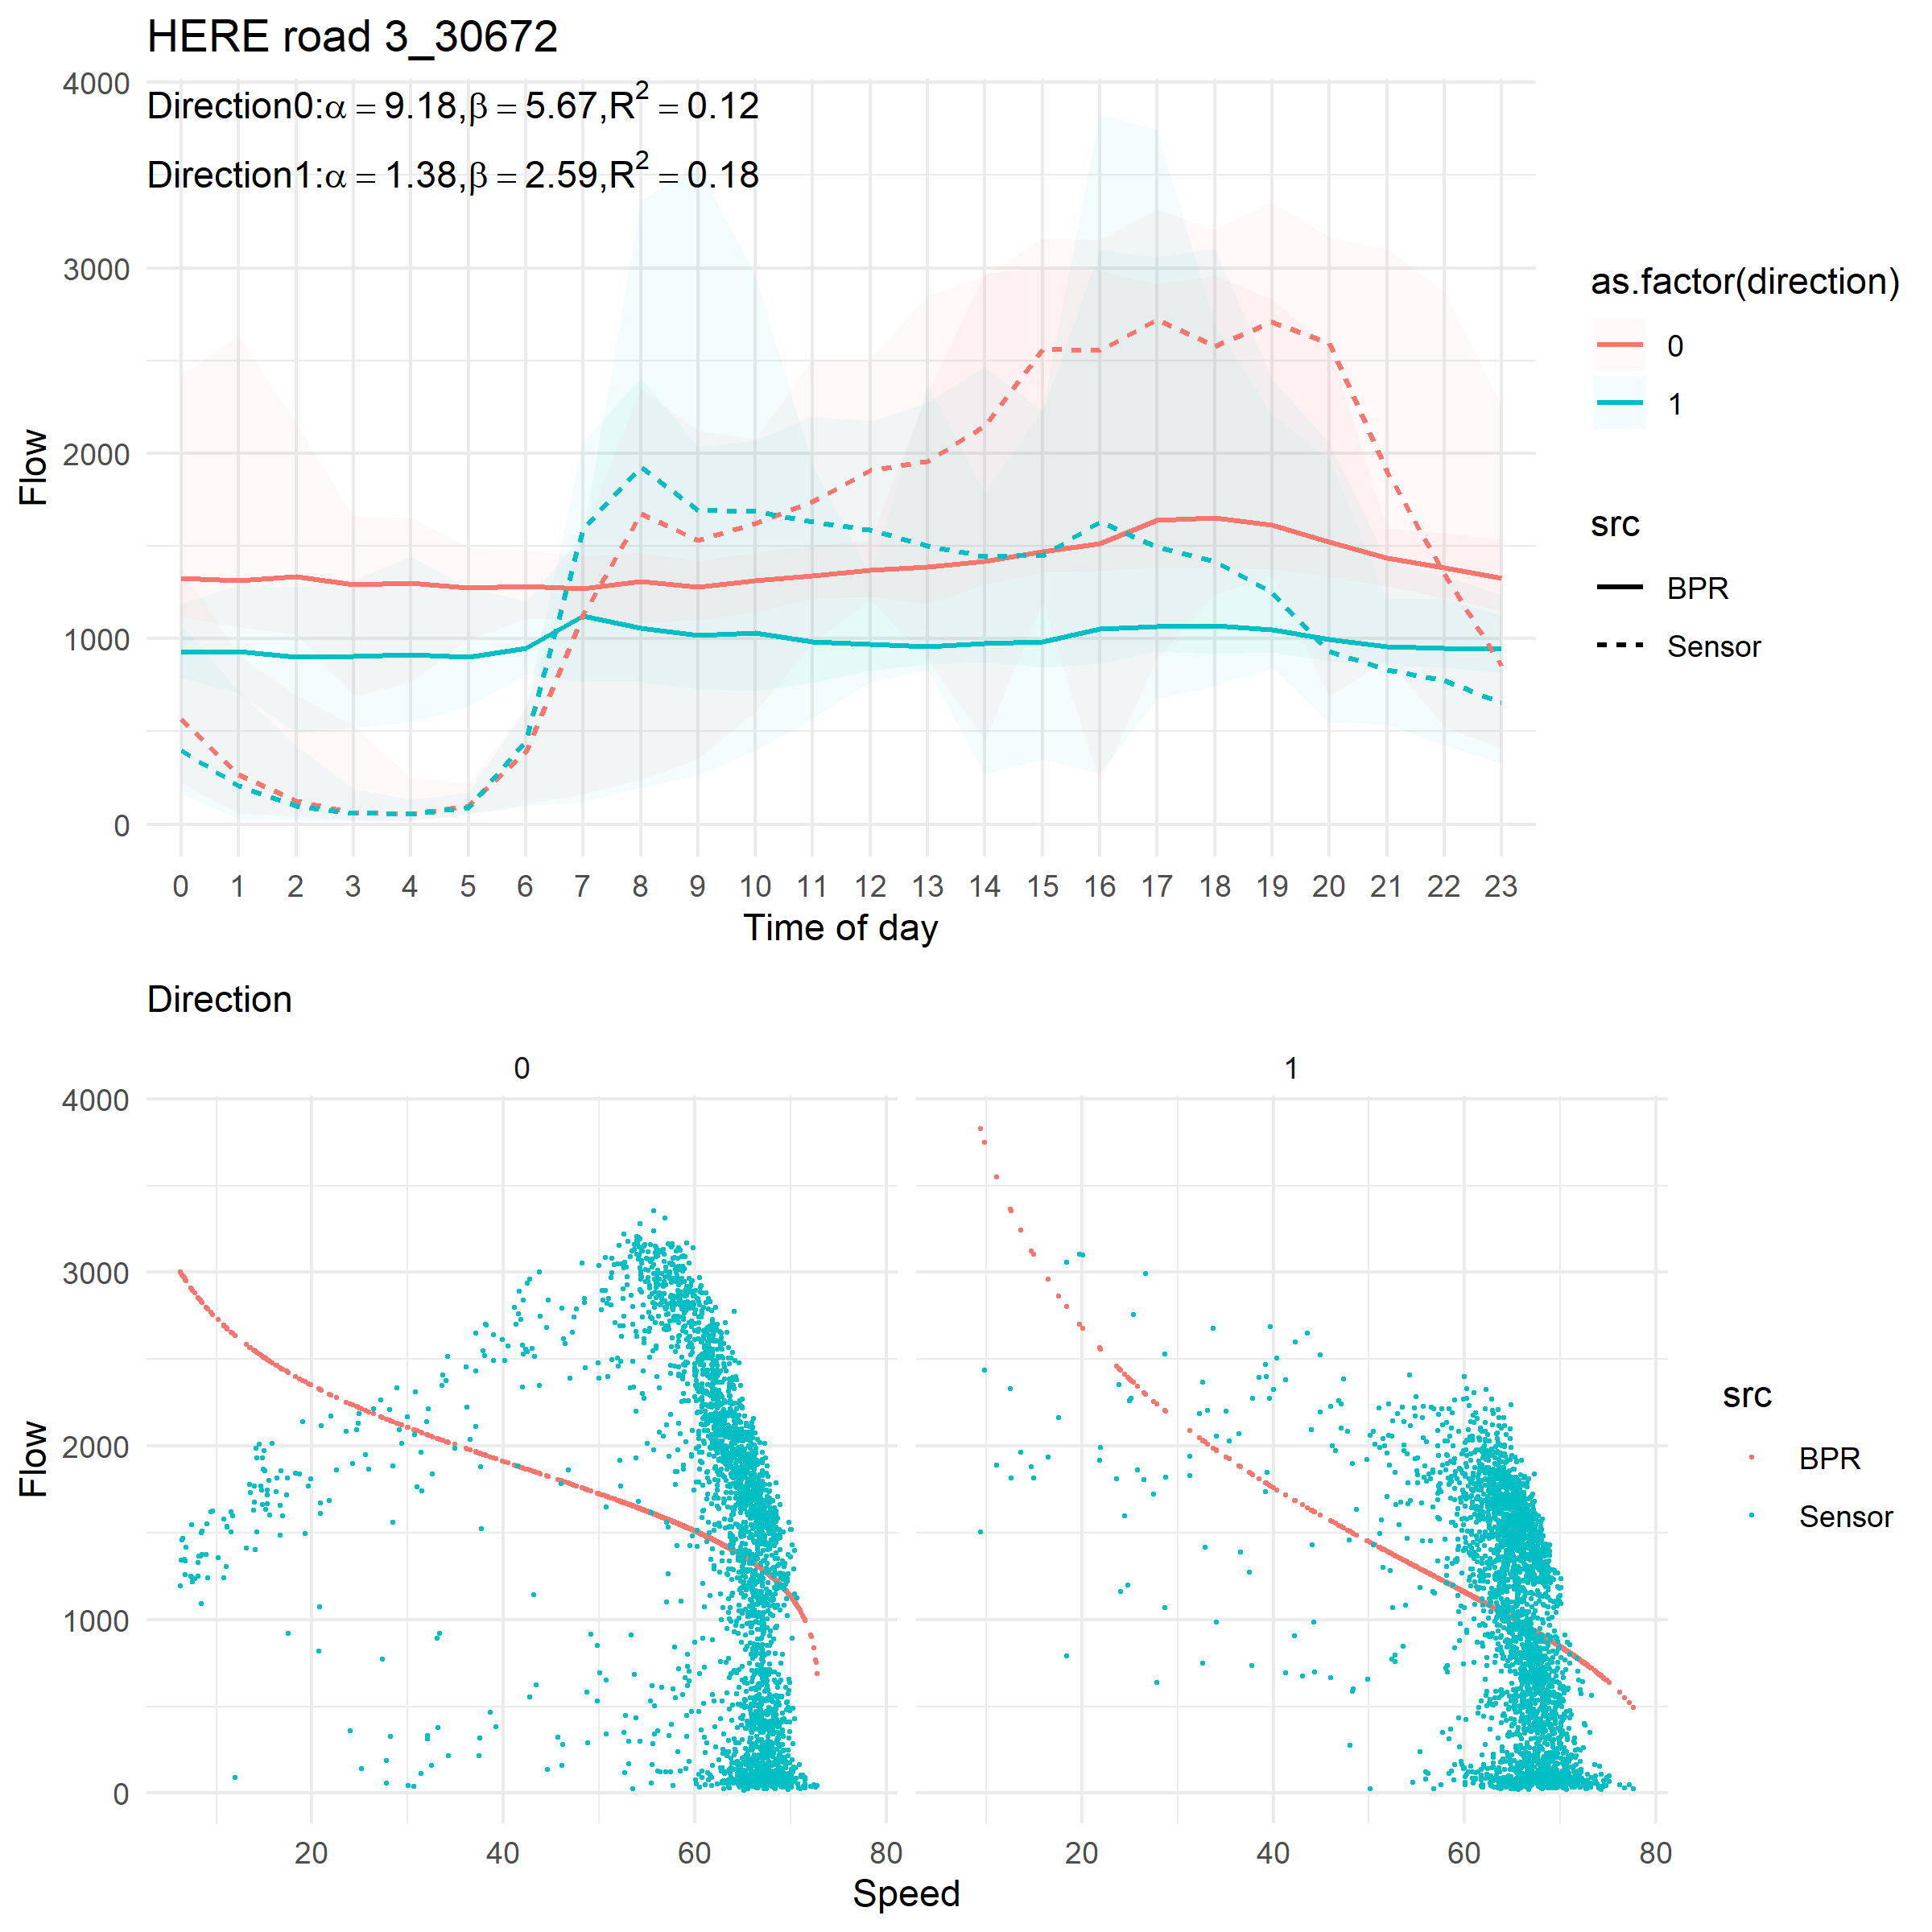 HERE road 3_30672
Direction0:α = 9.18,β = 5.67,R² = 0.12
Direction1:α = 1.38,β = 2.59,R² = 0.18
4000
3000
2000
1000
0
Flow
0 1 2 3 4 5 6 7 8 9 10 11 12 13 14 15 16 17 18 19 20 21 22 23
Time of day
as.factor(direction)
0
1
src
BPR
Sensor
Direction
0 1
4000
3000
2000
1000
0
Flow
20 40 60 80 20 40 60 80
Speed
src
BPR
Sensor